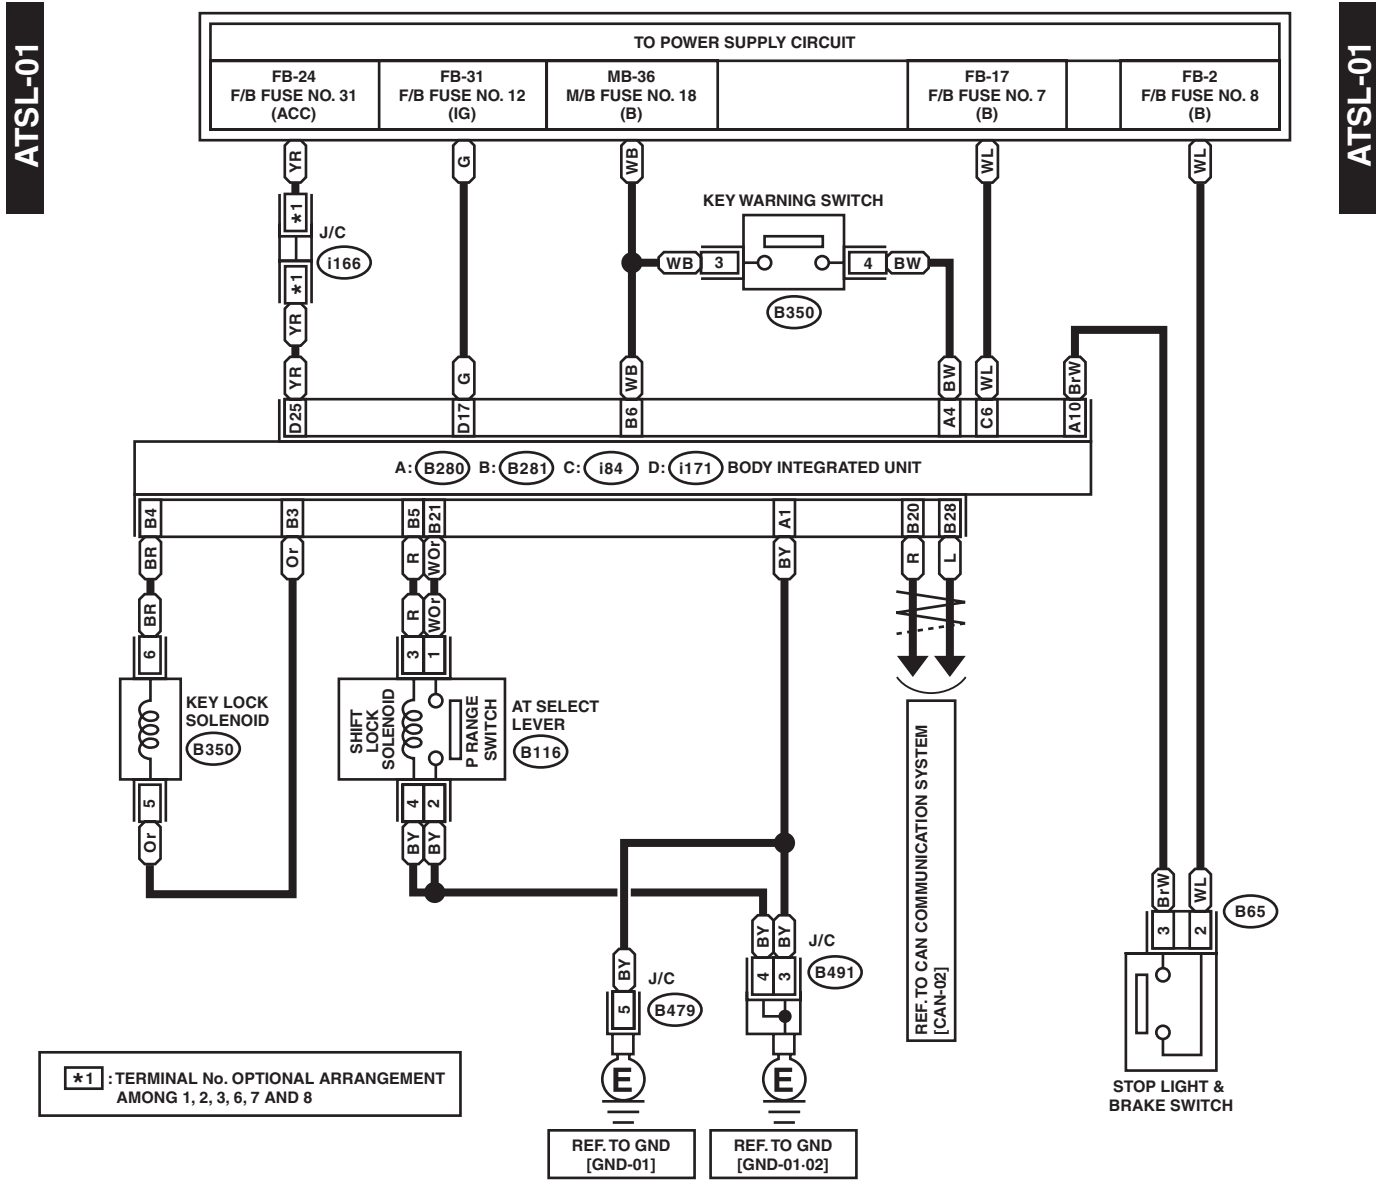 ATSL-01
ATSL-01
TO POWER SUPPLY CIRCUIT
FB-24
F/B FUSE NO. 31
(ACC)
FB-31
F/B FUSE NO. 12
(IG)
MB-36
M/B FUSE NO. 18
(B)
FB-17
F/B FUSE NO. 7
(B)
FB-2
F/B FUSE NO. 8
(B)
YR
G
WB
WL
WL
*1
J/C
i166
*1
YR
KEY WARNING SWITCH
WB 3
4 BW
B350
YR
G
WB
BW
WL
BrW
D25
D17
B6
A4
C6
A10
A: B280 B: B281 C: i84 D: i171 BODY INTEGRATED UNIT
B4
B3
B5
B21
A1
B20
B28
BR
Or
R
WOr
BY
R
L
BR
R
WOr
6
3
1
KEY LOCK
SOLENOID
B350
SHIFT
LOCK
SOLENOID
P RANGE
SWITCH
AT SELECT
LEVER
B116
5
4
2
Or
BY
BY
REF. TO CAN COMMUNICATION SYSTEM
[CAN-02]
BrW
WL
3
2
B65
BY
BY
J/C
4
3
B491
BY
J/C
5
B479
STOP LIGHT &
BRAKE SWITCH
E
E
*1 : TERMINAL No. OPTIONAL ARRANGEMENT
AMONG 1, 2, 3, 6, 7 AND 8
REF. TO GND
[GND-01]
REF. TO GND
[GND-01·02]